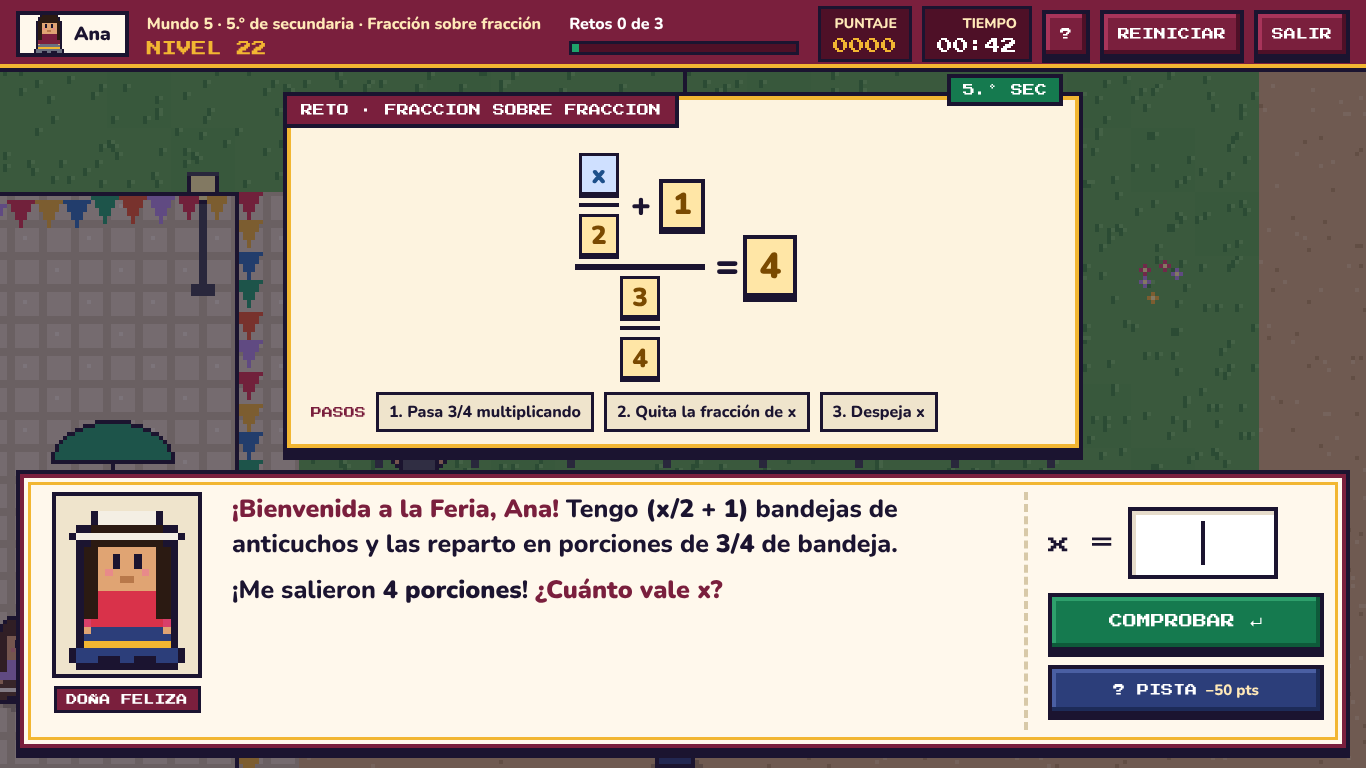 Ana
Mundo 5 · 5.º de secundaria · Fracción sobre fracción
NIVEL 22
Retos 0 de 3
PUNTAJE
0000
TIEMPO
00:42
?
REINICIAR
SALIR
RETO · FRACCION SOBRE FRACCION
5.° SEC
x
2
+ 1
3
4
= 4
PASOS
1. Pasa 3/4 multiplicando
2. Quita la fracción de x
3. Despeja x
¡Bienvenida a la Feria, Ana! Tengo (x/2 + 1) bandejas de
anticuchos y las reparto en porciones de 3/4 de bandeja.
¡Me salieron 4 porciones! ¿Cuánto vale x?
DOÑA FELIZA
x =
COMPROBAR ↵
? PISTA −50 pts